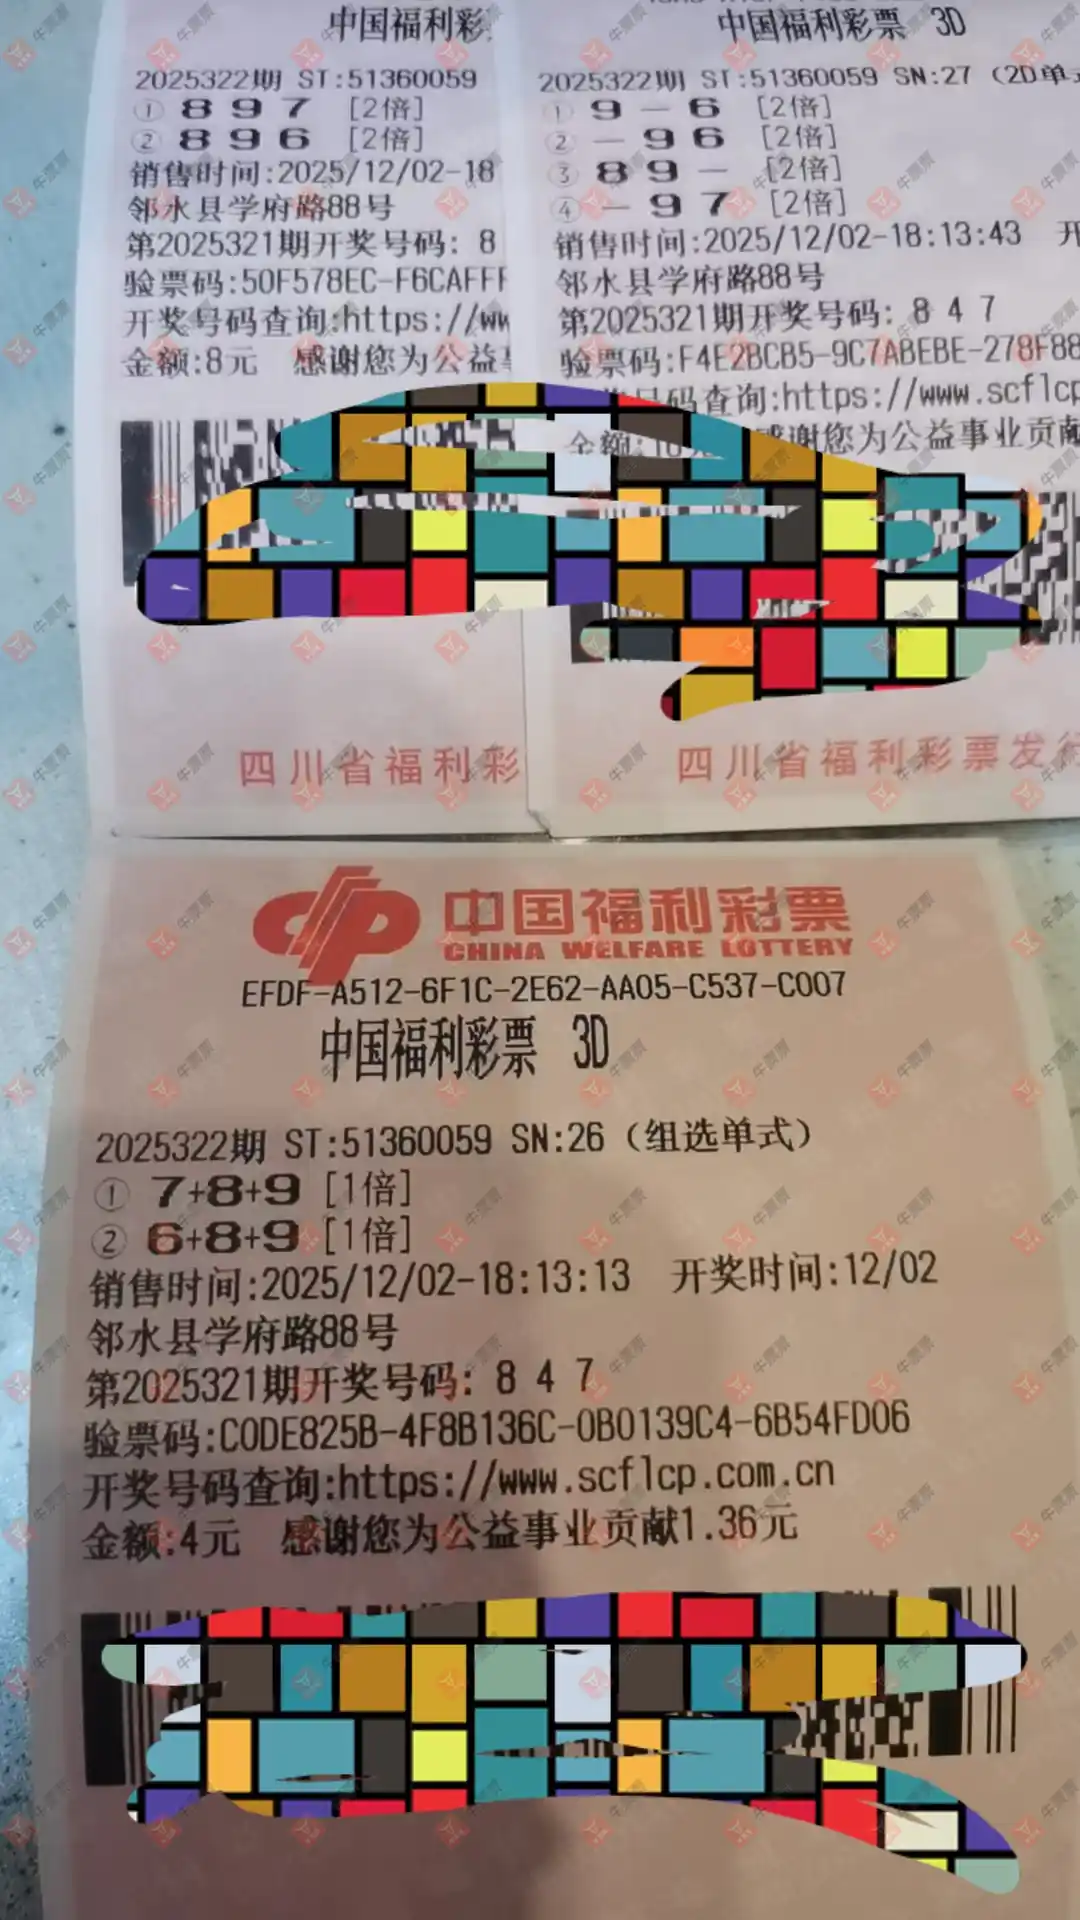 中国福利彩
2025322期 ST:51360059
① 8 9 7 [2倍]
② 8 9 6 [2倍]
销售时间:2025/12/02-18
邻水县学府路88号
第2025321期开奖号码: 8
验票码:50F578EC-F6CAFFF
开奖号码查询:https://ww
金额:8元 感谢您为公益
四川省福利彩
中国福利彩票 3D
2025322期 ST:51360059 SN:27 (2D单
① 9 - 6 [2倍]
② - 9 6 [2倍]
③ 8 9 - [2倍]
④ - 9 7 [2倍]
销售时间:2025/12/02-18:13:43 开
邻水县学府路88号
第2025321期开奖号码: 8 4 7
验票码:F4E2BCB5-9C7ABEBE-278F88
号码查询:https://www.scflcp
感谢您为公益事业贡献
四川省福利彩票发行
中国福利彩票
CHINA WELFARE LOTTERY
EFDF-A512-6F1C-2E62-AA05-C537-C007
中国福利彩票 3D
2025322期 ST:51360059 SN:26 (组选单式)
① 7+8+9 [1倍]
② 6+8+9 [1倍]
销售时间:2025/12/02-18:13:13 开奖时间:12/02
邻水县学府路88号
第2025321期开奖号码: 8 4 7
验票码:C0DE825B-4F8B136C-0B0139C4-6B54FD06
开奖号码查询:https://www.scflcp.com.cn
金额:4元 感谢您为公益事业贡献1.36元
牛票票